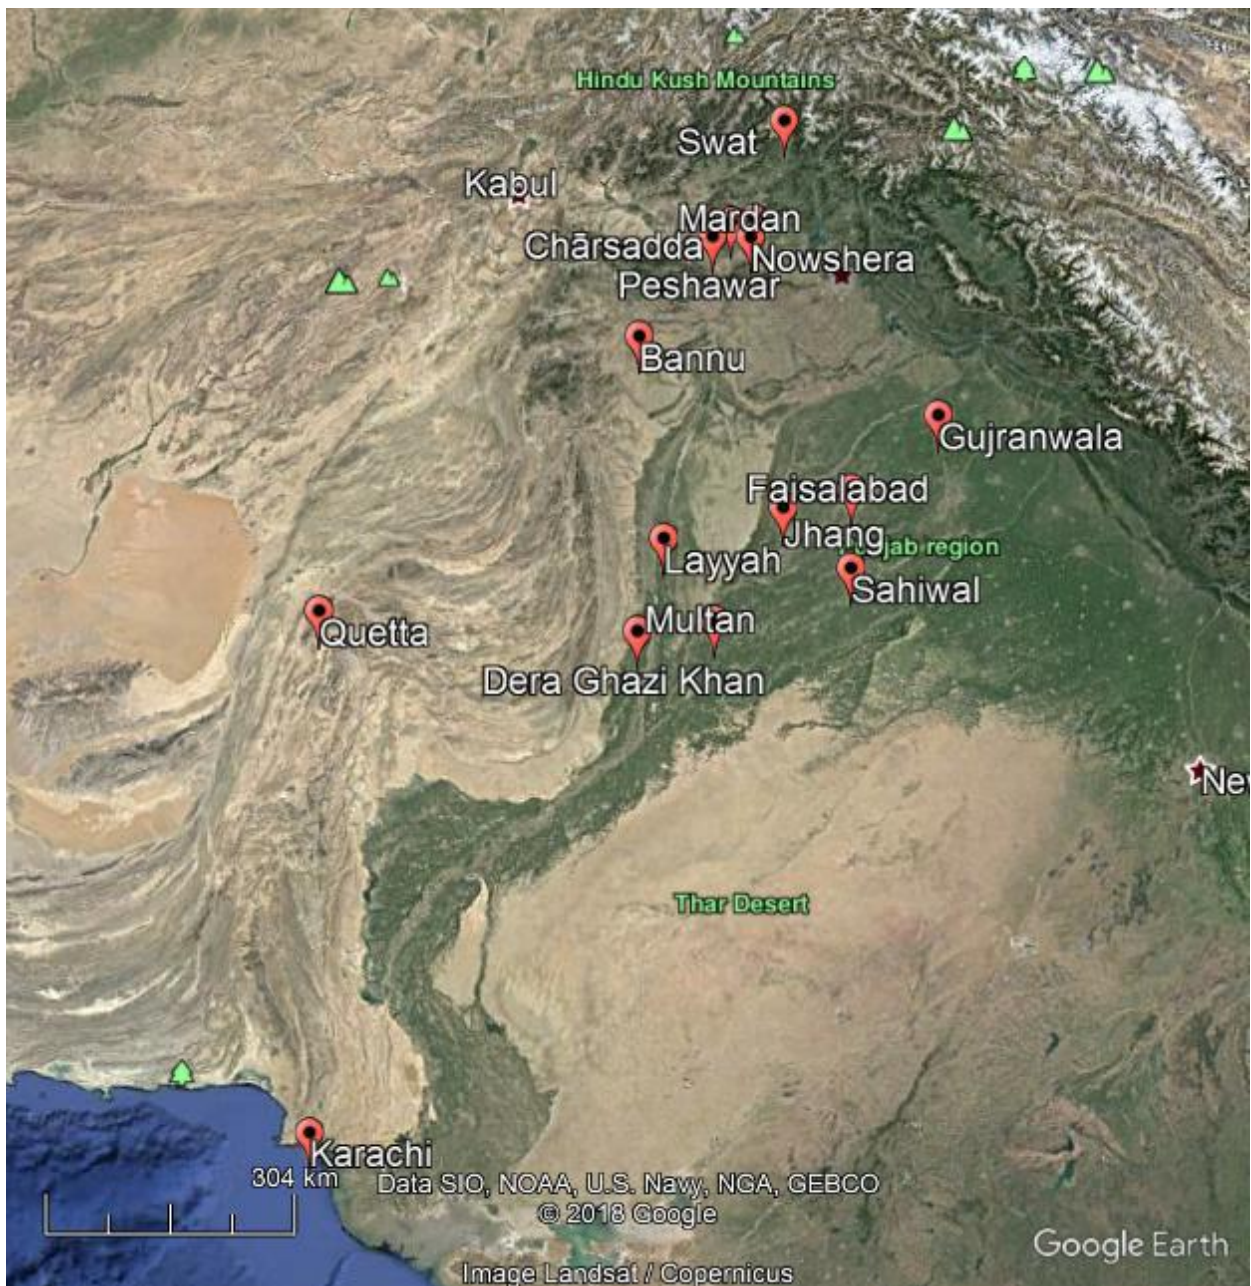 Hindu Kush Mountains
Swat
Kabul
Mardan
Chārsadda
Nowshera
Peshawar
Bannu
Gujranwala
Faisalabad
Jhang
jab region
Layyah
Sahiwal
Multan
Quetta
Dera Ghazi Khan
New
Thar Desert
Karachi
304 km
Data SIO, NOAA, U.S. Navy, NGA, GEBCO
© 2018 Google
Google Earth
Image Landsat / Copernicus